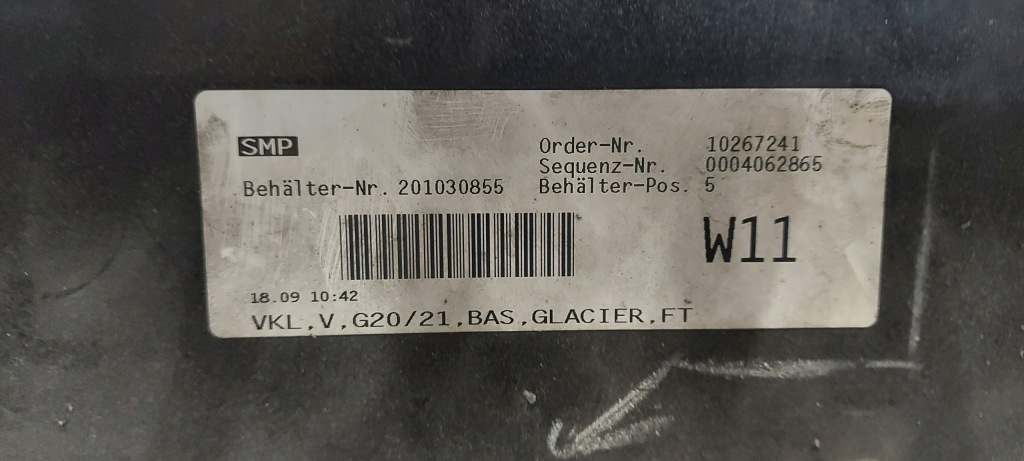 SMP
Order-Nr. 10267241
Sequenz-Nr. 0004062865
Behälter-Nr. 201030855 Behälter-Pos. 5
W11
18.09 10:42
VKL,V,G20/21,BAS,GLACIER,FT